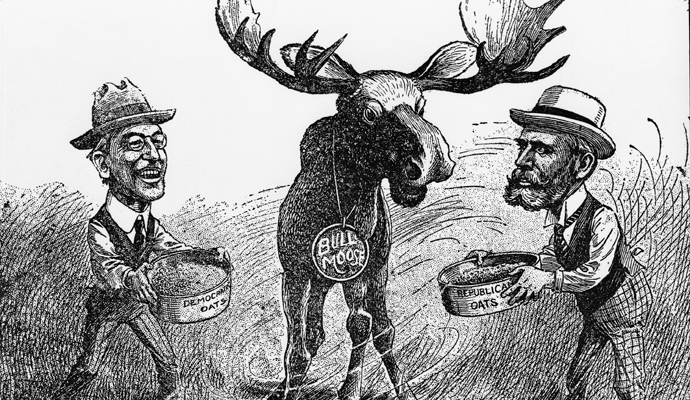 BULL
MOOSE
DEMOCRATIC
OATS
REPUBLICAN
OATS